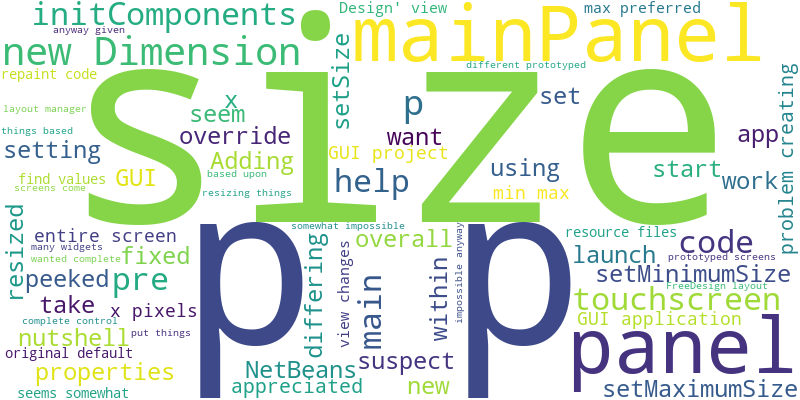 initComponents
Design' view
max preferred
anyway given
mainPanel
new Dimension
different prototyped
repaint code
setSize
size
problem creating
x
p
set
layout manager
seem
things based
override
want
app
setting
Adding
GUI project
using
start
find values
GUI
based upon
help
work
screens come
resizing things
min max
resized
somewhat impossible
pp
resource files
entire screen
differing
view changes
overall
within
impossible anyway
code
many widgets
fixed
launch
prototyped screens
wanted complete
peeked
pre
main
setMinimumSize
FreeDesign layout
take
x pixels
touchscreen
complete control
put things
panel
GUI application
nutshell
original default
suspect
properties
NetBeans
appreciated
new
setMaximumSize
seems somewhat